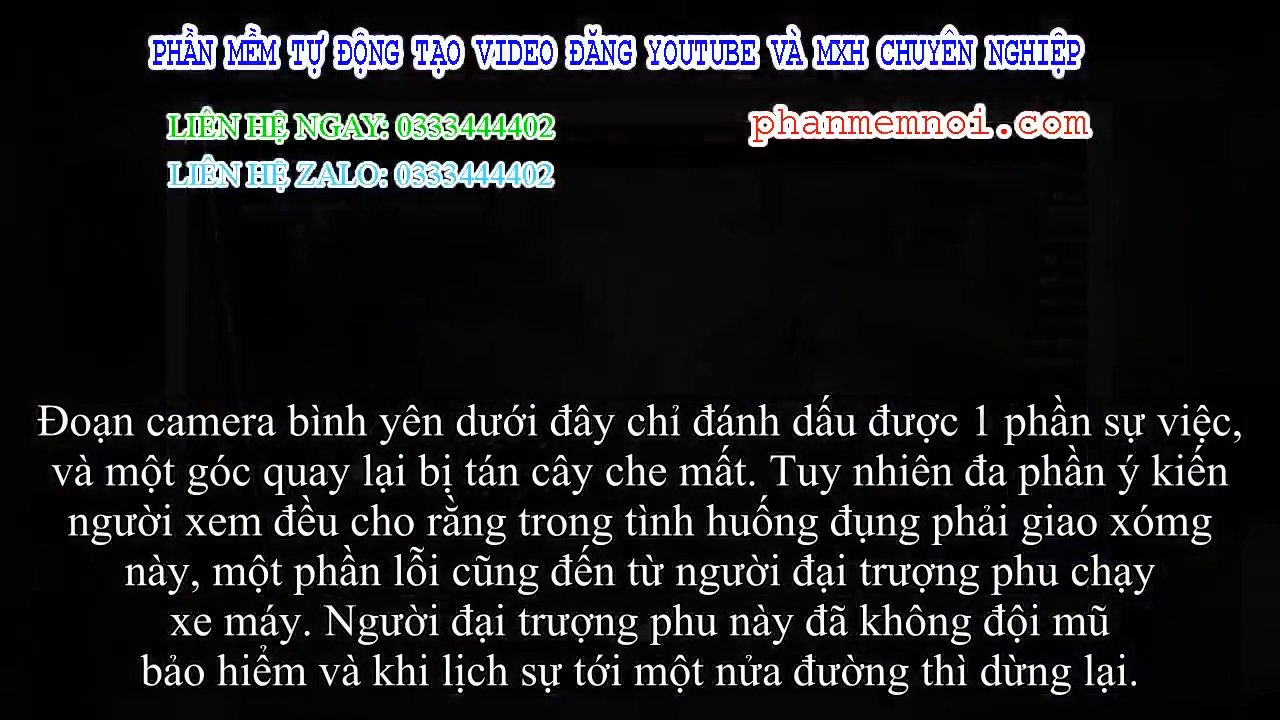 PHẦN MỀM TỰ ĐỘNG TẠO VIDEO ĐĂNG YOUTUBE VÀ MXH CHUYÊN NGHIỆP
LIÊN HỆ NGAY: 0333444402
phanmemnoi.com
LIÊN HỆ ZALO: 0333444402
Đoạn camera bình yên dưới đây chỉ đánh dấu được 1 phần sự việc,
và một góc quay lại bị tán cây che mất. Tuy nhiên đa phần ý kiến
người xem đều cho rằng trong tình huống đụng phải giao xómg
này, một phần lỗi cũng đến từ người đại trượng phu chạy
xe máy. Người đại trượng phu này đã không đội mũ
bảo hiểm và khi lịch sự tới một nửa đường thì dừng lại.